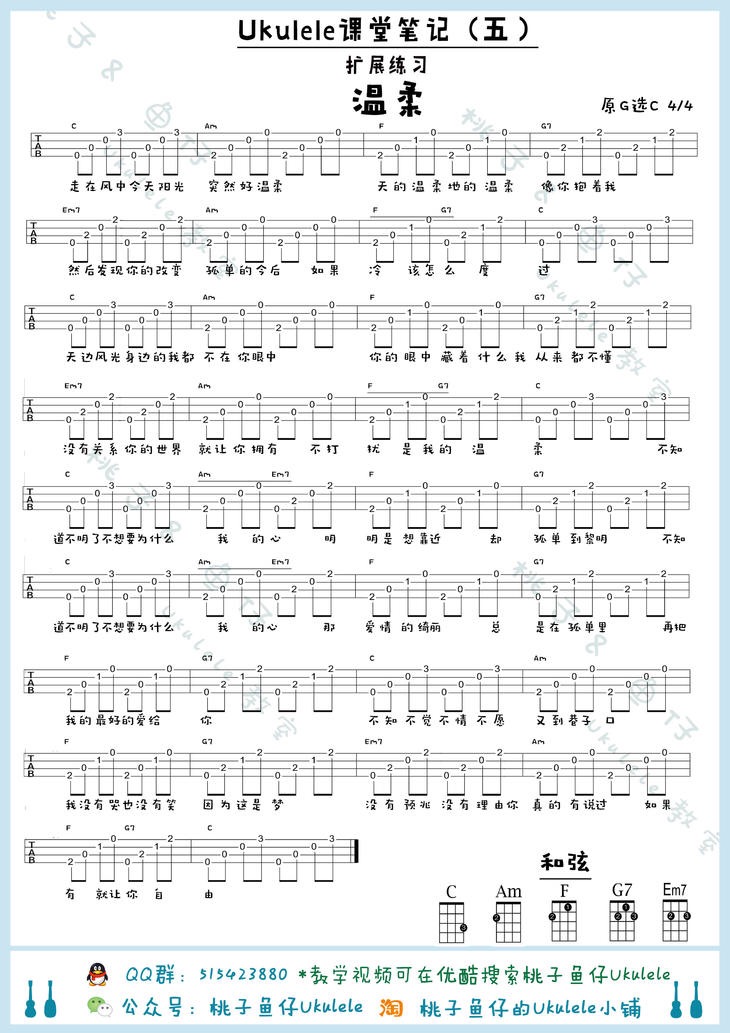 Ukulele课堂笔记（五）
扩展练习
温柔
原G选C 4/4
C Am F G7
走在风中今天阳光 突然好温柔 天的温柔地的温柔 像你抱着我
Em7 Am F G7 C
然后发现你的改变 孤单的今后 如果 冷 该怎么 度 过
C Am F G7
天边风光身边的我都 不在你眼中 你的眼中藏着什么我 从来都不懂
Em7 Am F G7 C
没有关系你的世界 就让你拥有 不打 扰 是我的温 柔 不知
C Am Em7 F G7
道不明了不想要为什么 我 的心 明 明是想靠近 却 孤单到黎明 不知
C Am Em7 F G7
道不明了不想要为什么 我 的心 那 爱情的绮丽 总 是在孤单里 再把
F G7 C Am
我的最好的爱给 你 不知不觉不情不愿 又到巷子口
F G7 Em7 Am
我没有哭也没有笑 因为这是梦 没有预兆没有理由你 真的有说过 如果
F G7 C
有 就让你自 由
和弦
C Am F G7 Em7
QQ群：515423880 *教学视频可在优酷搜索桃子鱼仔Ukulele
公众号：桃子鱼仔Ukulele 淘 桃子鱼仔的Ukulele小铺